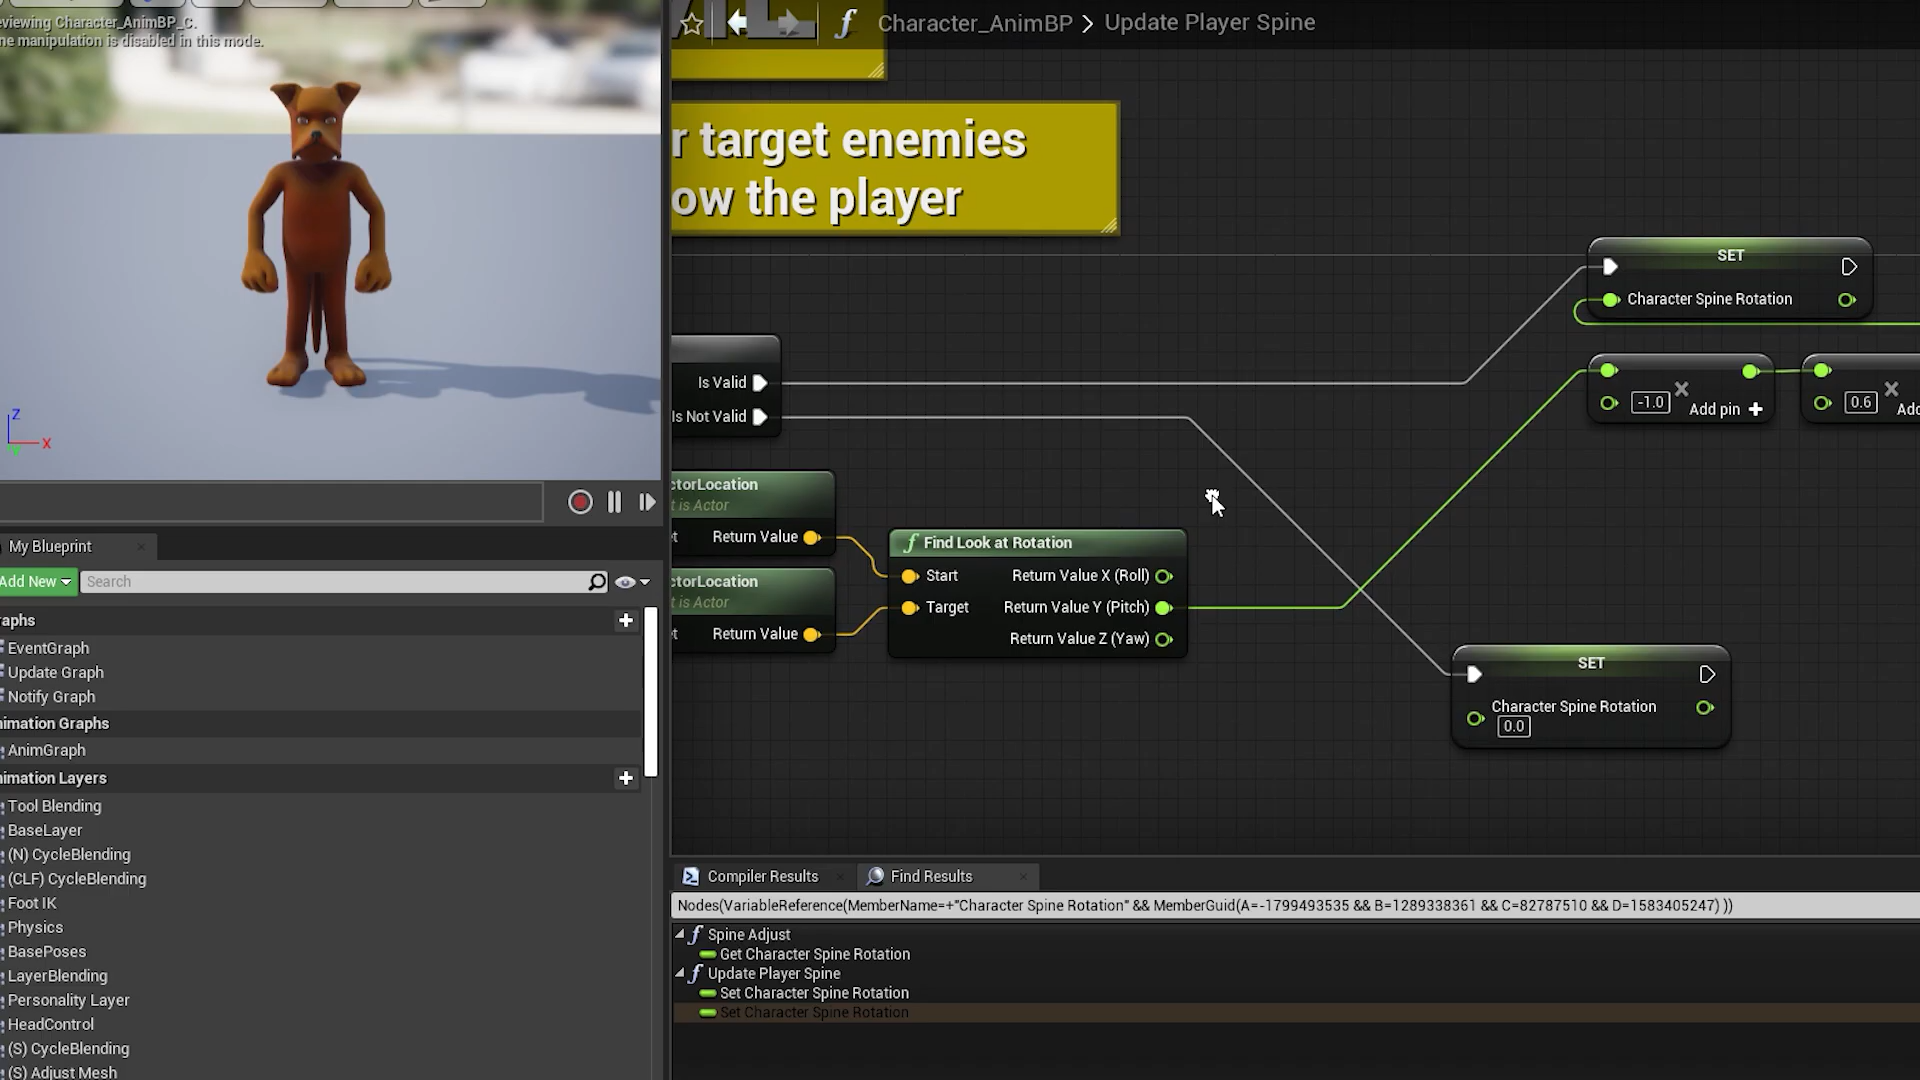 eviewing Character_AnimBP_C.
ne manipulation is disabled in this mode.
Z
X
My Blueprint
Add New
Search
raphs
EventGraph
Update Graph
Notify Graph
nimation Graphs
AnimGraph
nimation Layers
Tool Blending
BaseLayer
(N) CycleBlending
(CLF) CycleBlending
Foot IK
Physics
BasePoses
LayerBlending
Personality Layer
HeadControl
(S) CycleBlending
(S) Adjust Mesh
f Character_AnimBP > Update Player Spine
r target enemies
ow the player
SET
Character Spine Rotation
Is Valid
Is Not Valid
-1.0
Add pin +
0.6
Add
ctorLocation
t is Actor
et Return Value
ctorLocation
t is Actor
et Return Value
f Find Look at Rotation
Start Return Value X (Roll)
Target Return Value Y (Pitch)
Return Value Z (Yaw)
SET
Character Spine Rotation
0.0
Compiler Results
Find Results
Nodes(VariableReference(MemberName=+"Character Spine Rotation" && MemberGuid(A=-1799493535 && B=1289338361 && C=82787510 && D=1583405247) ))
f Spine Adjust
Get Character Spine Rotation
f Update Player Spine
Set Character Spine Rotation
Set Character Spine Rotation